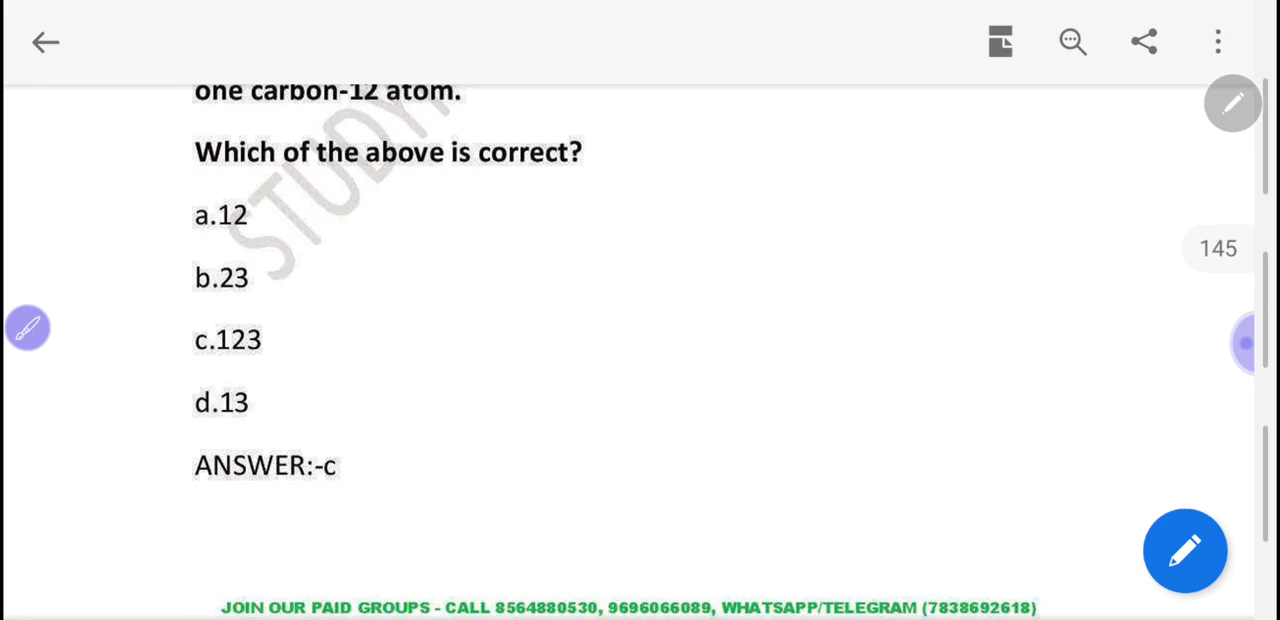 one carbon-12 atom.
STUDY
Which of the above is correct?
a.12
b.23
145
c.123
d.13
ANSWER:-c
JOIN OUR PAID GROUPS - CALL 8564880530, 9696066089, WHATSAPP/TELEGRAM (7838692618)